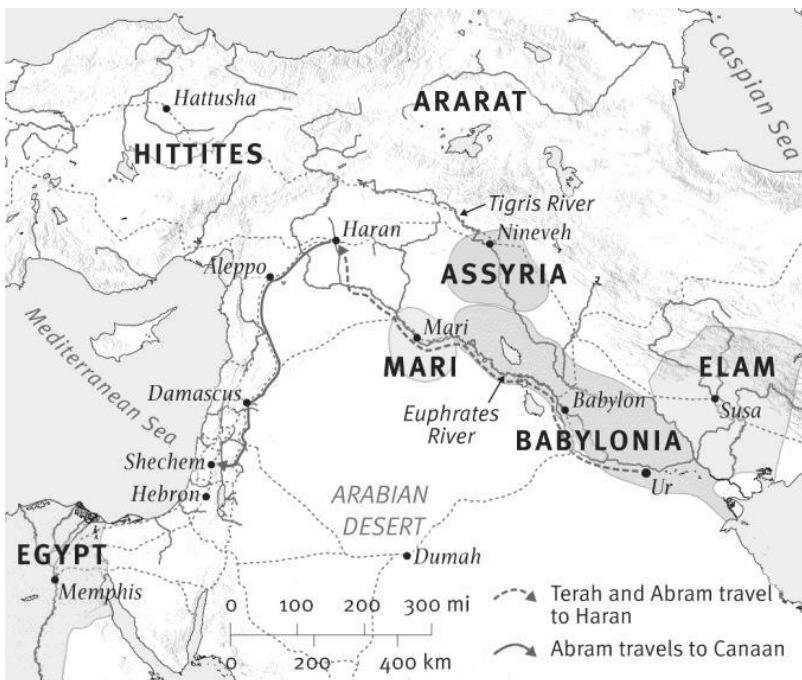 Caspian Sea
Hattusha
ARARAT
HITTITES
Tigris River
Haran
Nineveh
Aleppo
ASSYRIA
Mediterranean Sea
Mari
MARI
ELAM
Damascus
Euphrates
River
Babylon
Susa
BABYLONIA
Shechem
Ur
Hebron
ARABIAN
DESERT
EGYPT
Dumah
Memphis
0 100 200 300 mi
0 200 400 km
Terah and Abram travel
to Haran
Abram travels to Canaan